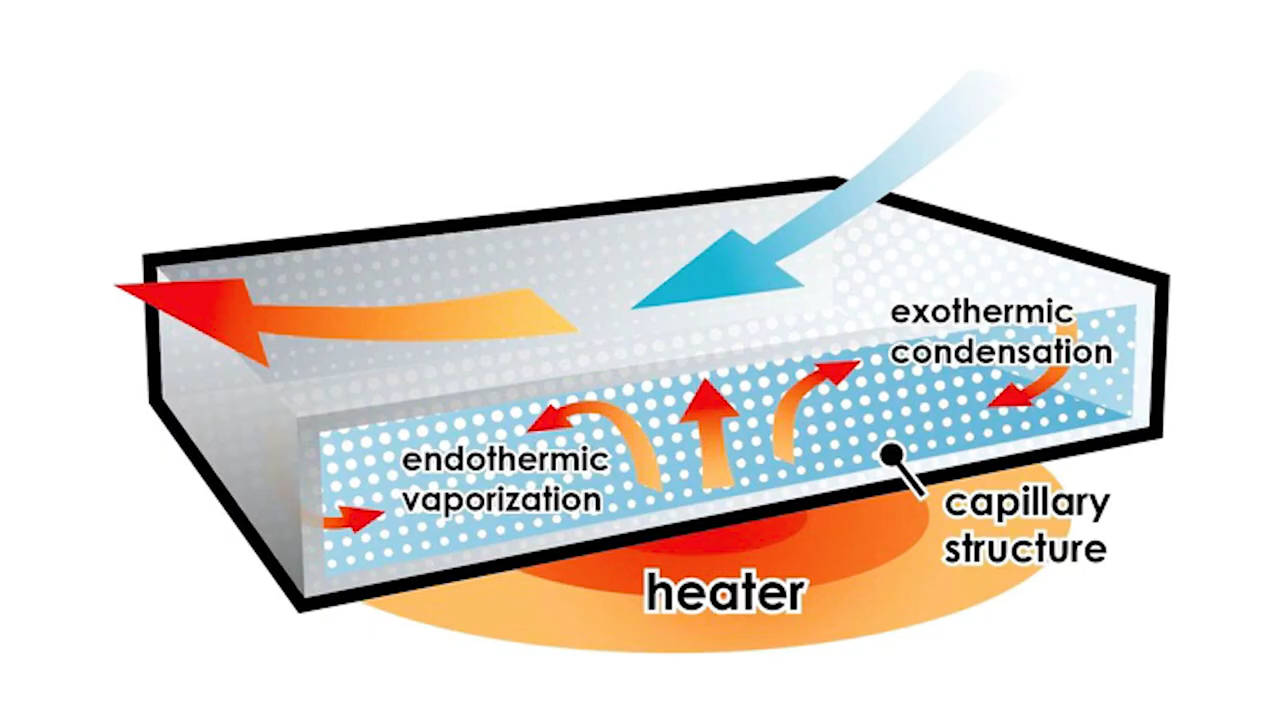 exothermic
condensation
endothermic
vaporization
capillary
structure
heater